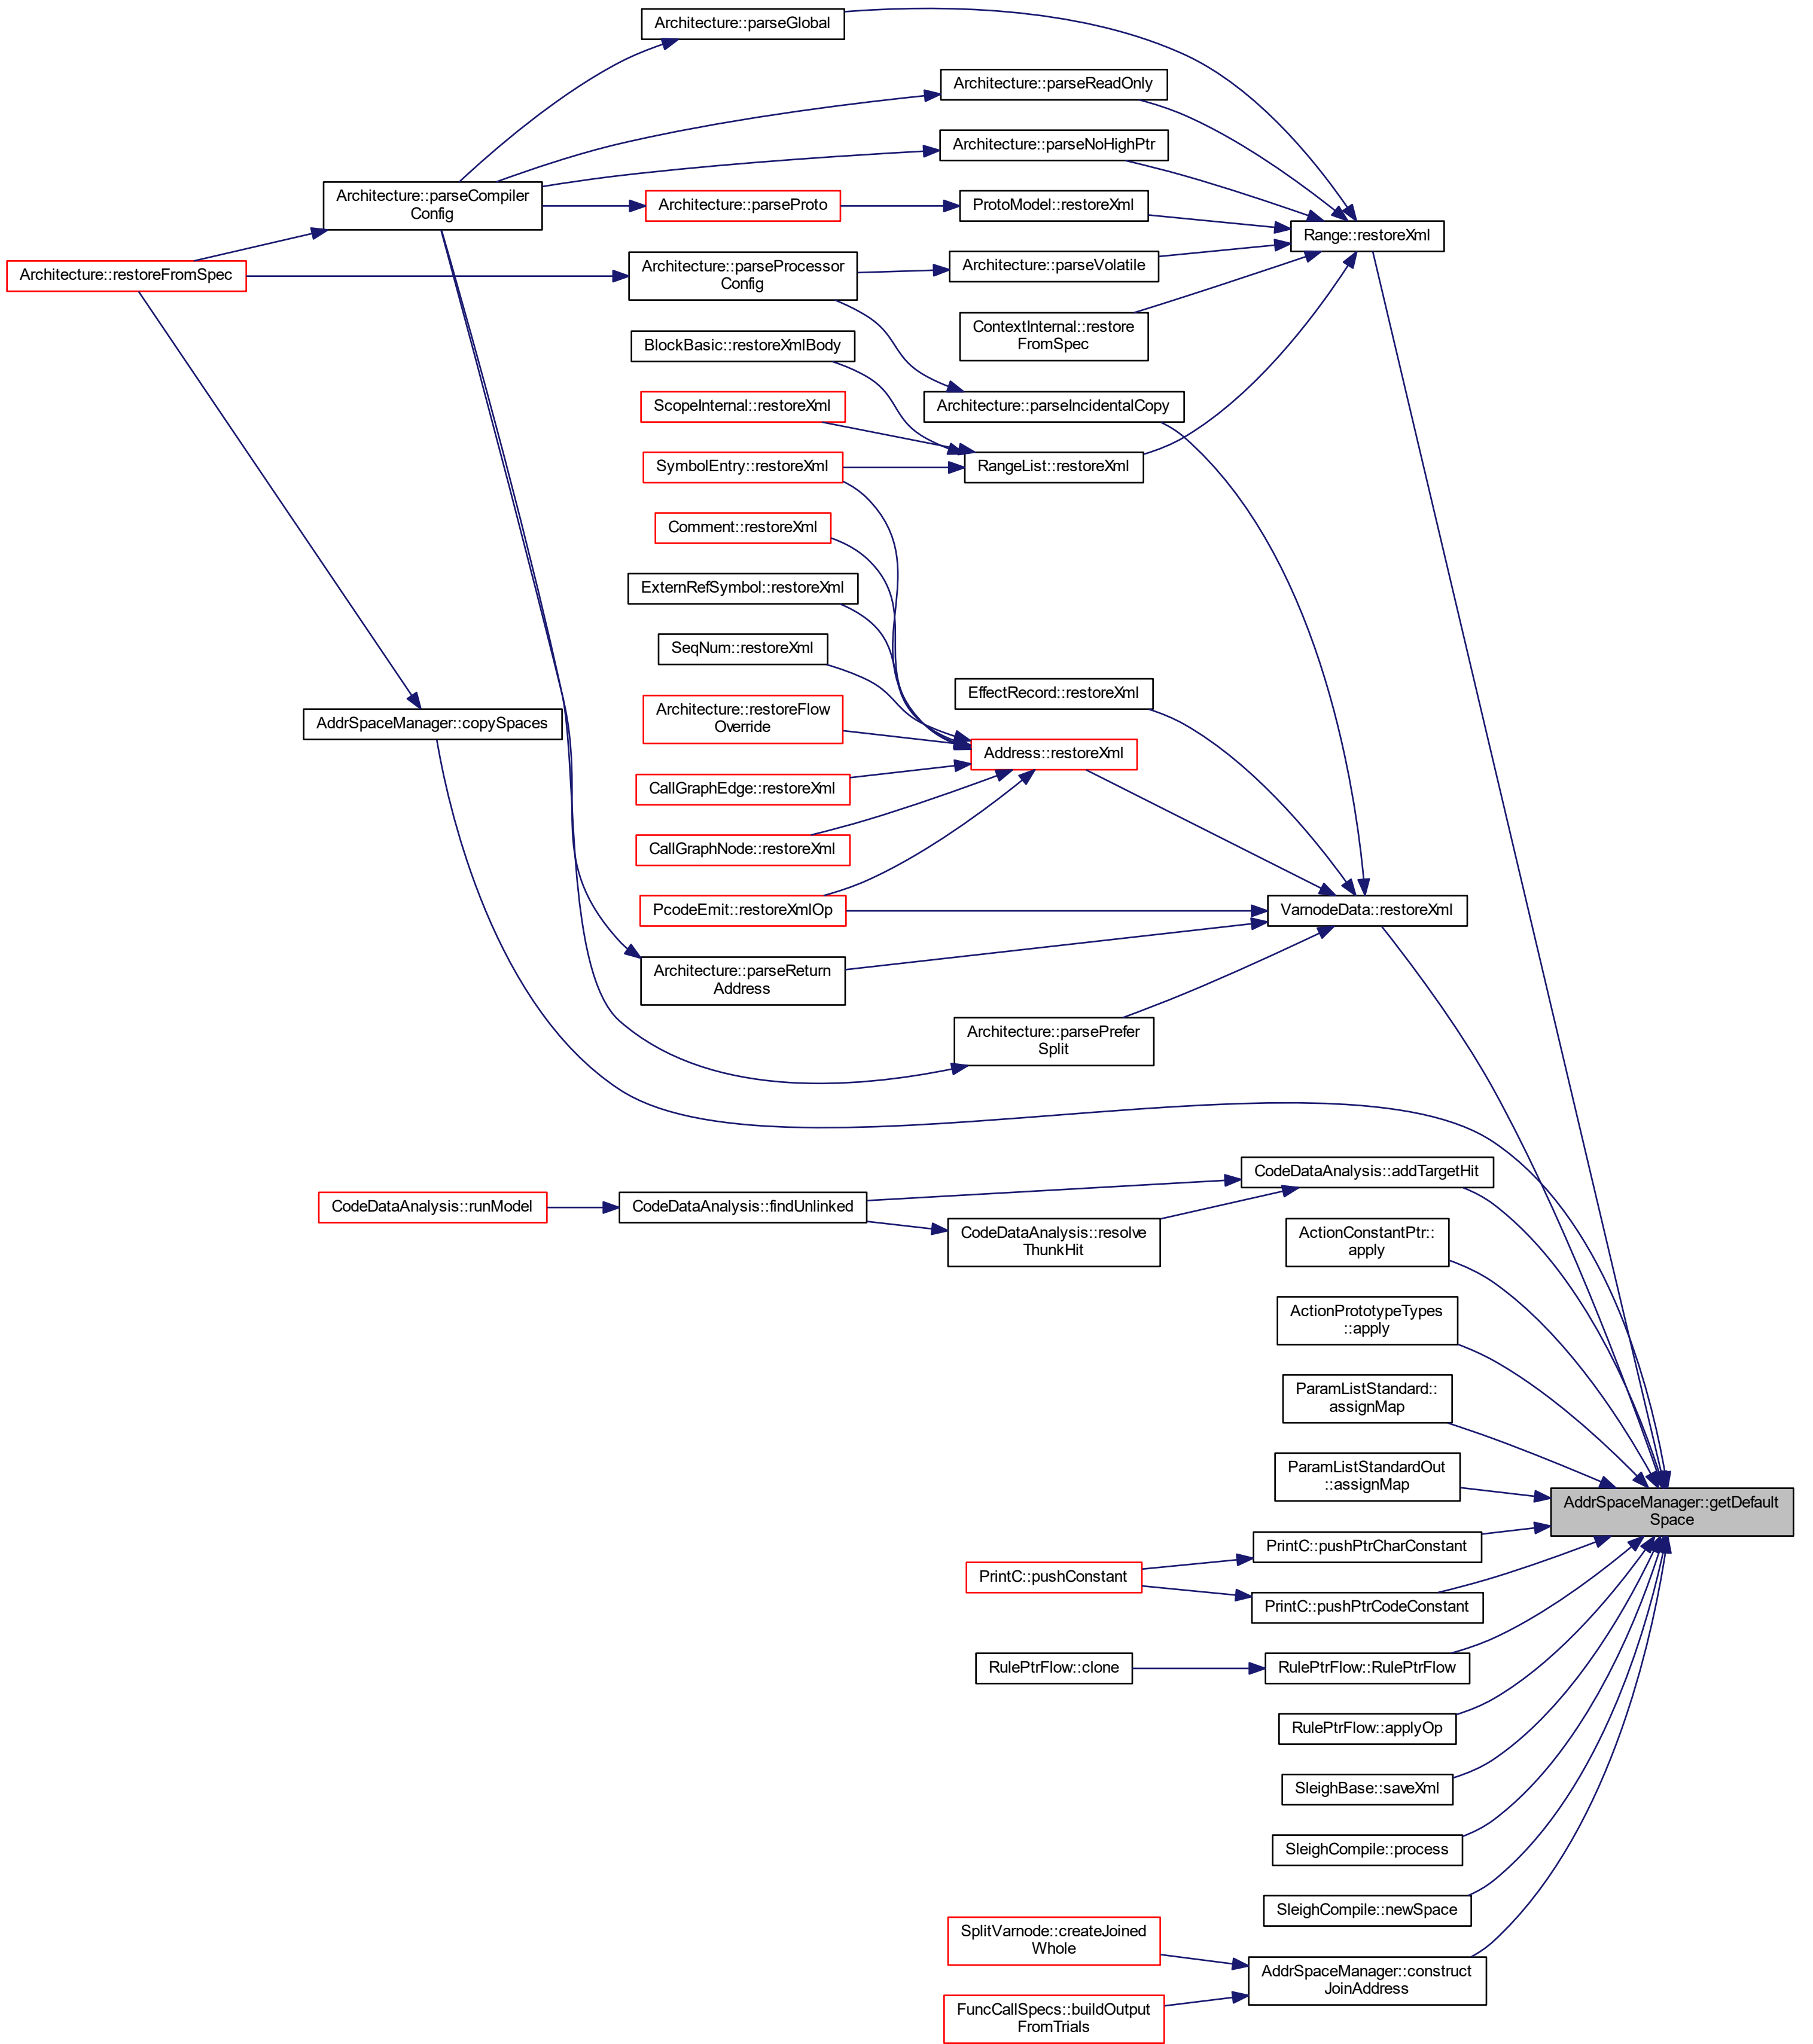 Architecture::parseGlobal
Architecture::parseReadOnly
Architecture::parseNoHighPtr
Architecture::parseCompiler
Config
Architecture::parseProto
ProtoModel::restoreXml
Range::restoreXml
Architecture::restoreFromSpec
Architecture::parseProcessor
Config
Architecture::parseVolatile
ContextInternal::restore
FromSpec
BlockBasic::restoreXmlBody
ScopeInternal::restoreXml
Architecture::parseIncidentalCopy
SymbolEntry::restoreXml
RangeList::restoreXml
Comment::restoreXml
ExternRefSymbol::restoreXml
SeqNum::restoreXml
EffectRecord::restoreXml
Architecture::restoreFlow
Override
AddrSpaceManager::copySpaces
Address::restoreXml
CallGraphEdge::restoreXml
CallGraphNode::restoreXml
PcodeEmit::restoreXmlOp
VarnodeData::restoreXml
Architecture::parseReturn
Address
Architecture::parsePrefer
Split
CodeDataAnalysis::addTargetHit
CodeDataAnalysis::runModel
CodeDataAnalysis::findUnlinked
CodeDataAnalysis::resolve
ThunkHit
ActionConstantPtr::
apply
ActionPrototypeTypes
::apply
ParamListStandard::
assignMap
ParamListStandardOut
::assignMap
AddrSpaceManager::getDefault
Space
PrintC::pushPtrCharConstant
PrintC::pushConstant
PrintC::pushPtrCodeConstant
RulePtrFlow::clone
RulePtrFlow::RulePtrFlow
RulePtrFlow::applyOp
SleighBase::saveXml
SleighCompile::process
SleighCompile::newSpace
SplitVarnode::createJoined
Whole
AddrSpaceManager::construct
JoinAddress
FuncCallSpecs::buildOutput
FromTrials